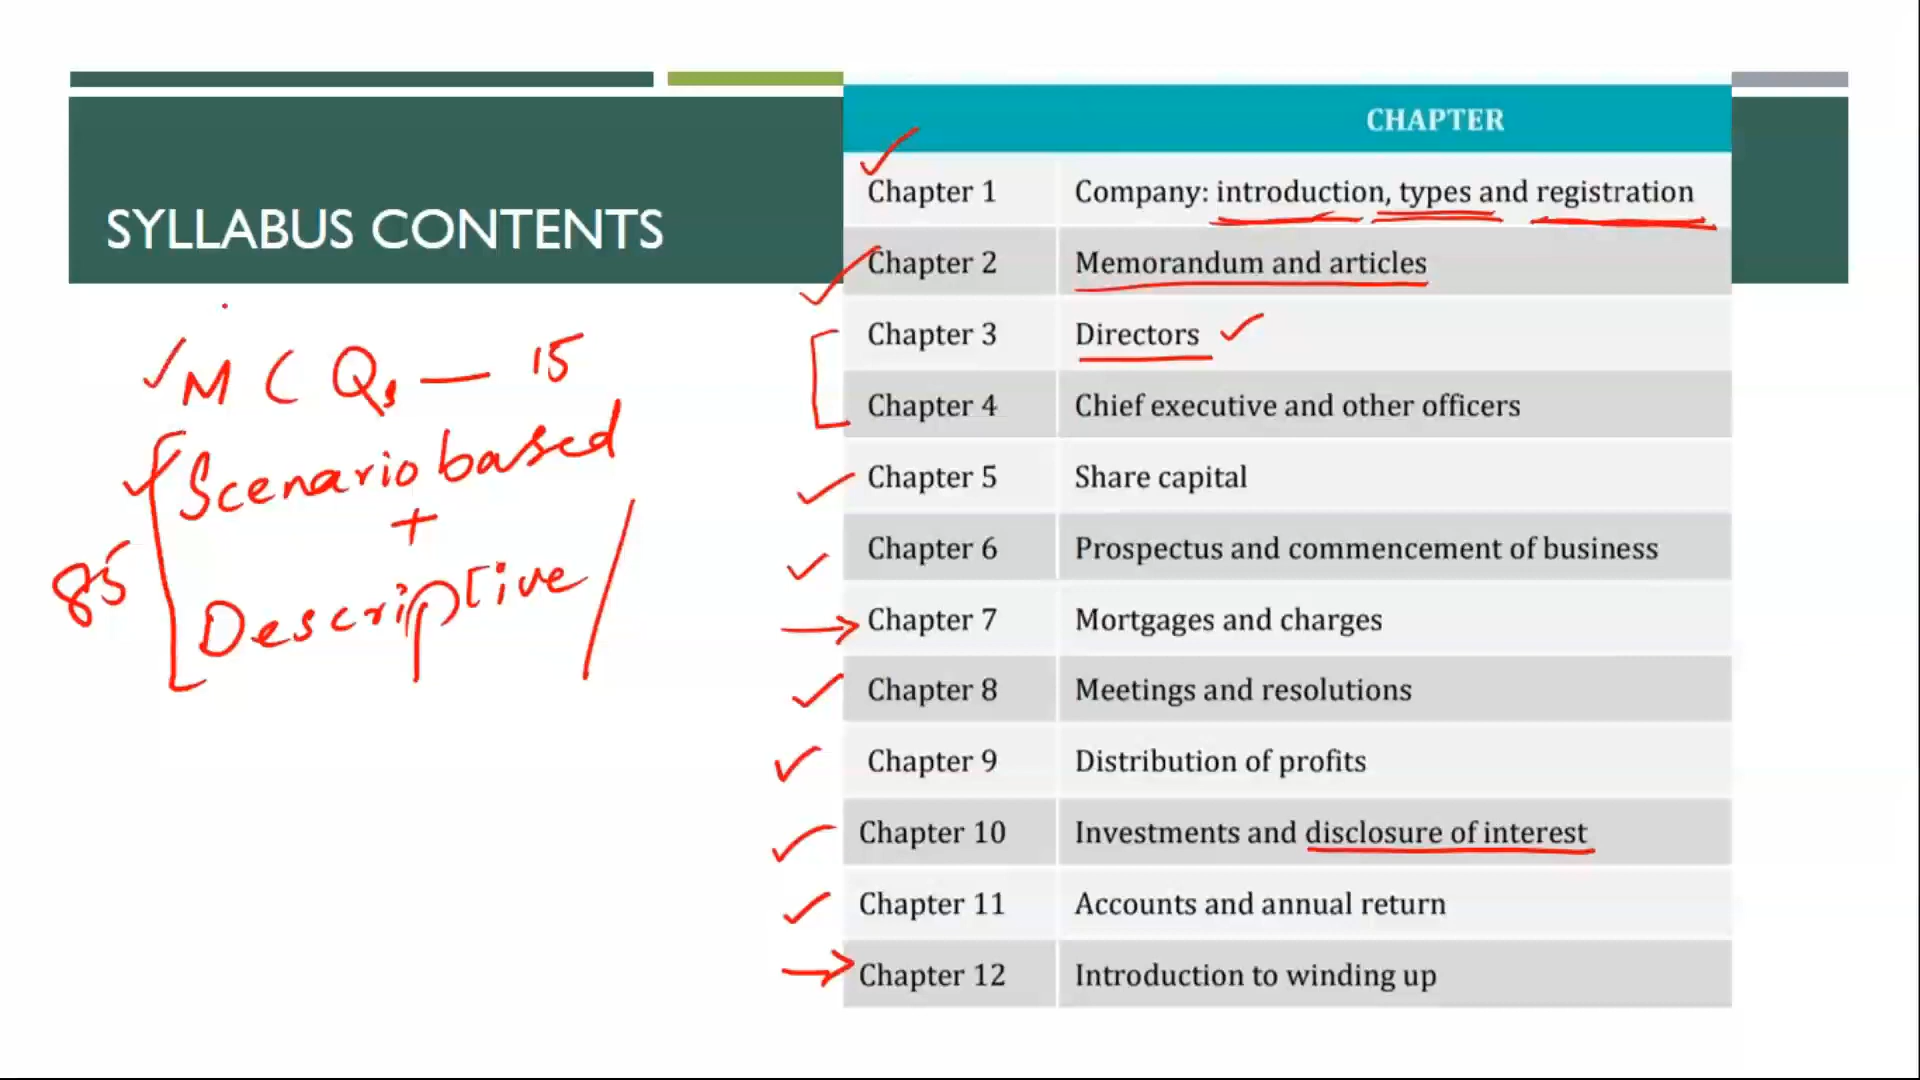 SYLLABUS CONTENTS
MCQs — 15
Scenario based
+
Descriptive
85
CHAPTER
Chapter 1 Company: introduction, types and registration
Chapter 2 Memorandum and articles
Chapter 3 Directors
Chapter 4 Chief executive and other officers
Chapter 5 Share capital
Chapter 6 Prospectus and commencement of business
Chapter 7 Mortgages and charges
Chapter 8 Meetings and resolutions
Chapter 9 Distribution of profits
Chapter 10 Investments and disclosure of interest
Chapter 11 Accounts and annual return
Chapter 12 Introduction to winding up